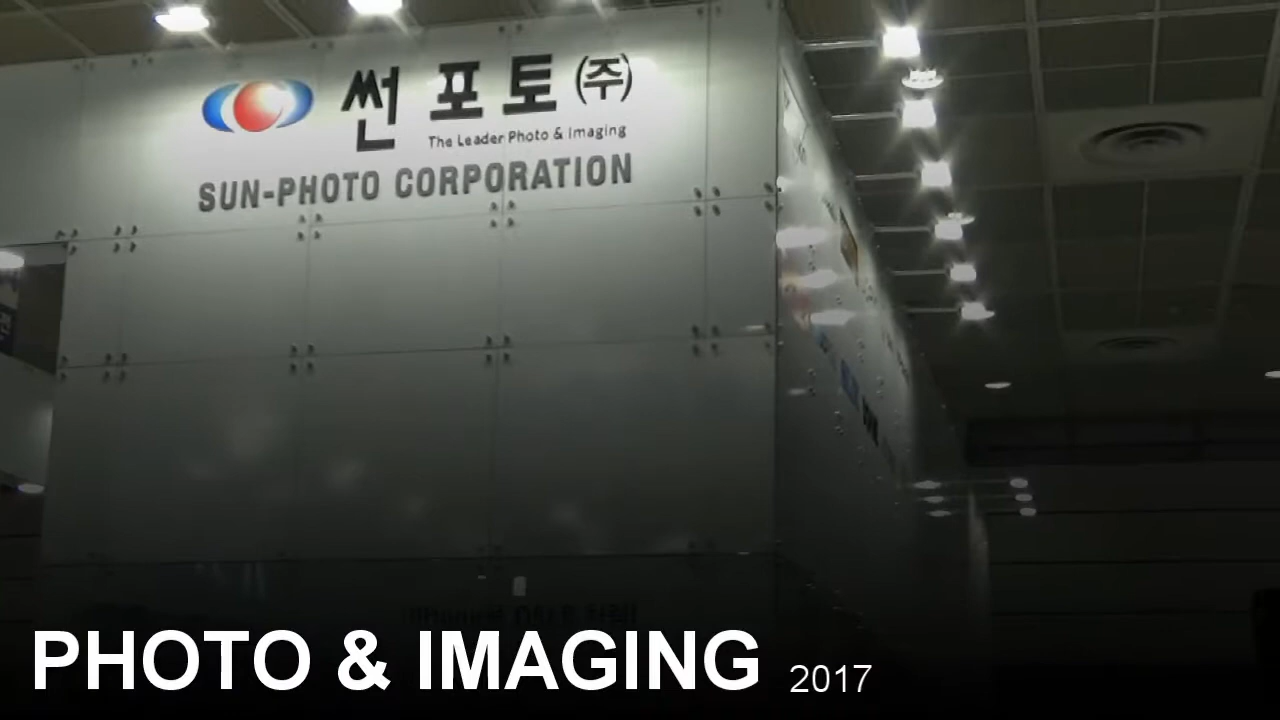 썬 포토 (주)
The Leader Photo & Imaging
SUN-PHOTO CORPORATION
PHOTO & IMAGING 2017